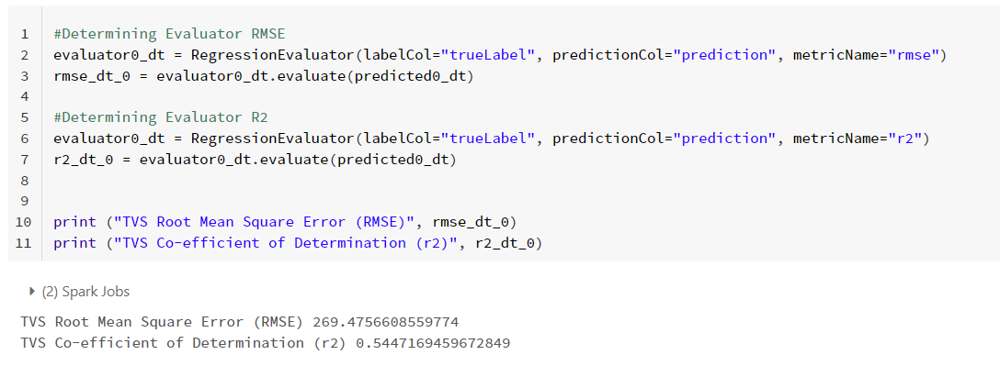 1 #Determining Evaluator RMSE
2 evaluator0_dt = RegressionEvaluator(labelCol="trueLabel", predictionCol="prediction", metricName="rmse")
3 rmse_dt_0 = evaluator0_dt.evaluate(predicted0_dt)
4
5 #Determining Evaluator R2
6 evaluator0_dt = RegressionEvaluator(labelCol="trueLabel", predictionCol="prediction", metricName="r2")
7 r2_dt_0 = evaluator0_dt.evaluate(predicted0_dt)
8
9
10 print ("TVS Root Mean Square Error (RMSE)", rmse_dt_0)
11 print ("TVS Co-efficient of Determination (r2)", r2_dt_0)
(2) Spark Jobs
TVS Root Mean Square Error (RMSE) 269.4756608559774
TVS Co-efficient of Determination (r2) 0.5447169459672849